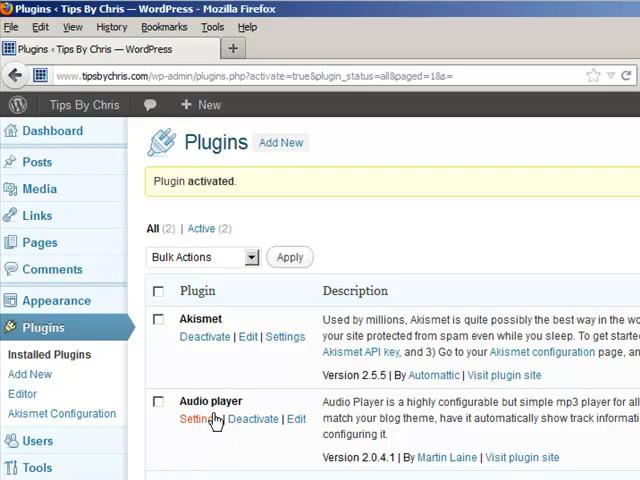 Plugins ‹ Tips By Chris — WordPress - Mozilla Firefox
File Edit View History Bookmarks Tools Help
Plugins ‹ Tips By Chris — WordPress +
www.tipsbychris.com/wp-admin/plugins.php?activate=true&plugin_status=all&paged=1&s=
Tips By Chris + New
Dashboard
Posts
Media
Links
Pages
Comments
Appearance
Plugins
Installed Plugins
Add New
Editor
Akismet Configuration
Users
Tools
Plugins Add New
Plugin activated.
All (2) | Active (2)
Bulk Actions Apply
Plugin Description
Akismet
Deactivate | Edit | Settings
Used by millions, Akismet is quite possibly the best way in the
your site protected from spam even while you sleep. To get starte
Akismet API key, and 3) Go to your Akismet configuration page, an
Version 2.5.5 | By Automattic | Visit plugin site
Audio player
| Deactivate | Edit
Audio Player is a highly configurable but simple mp3 player for all
match your blog theme, have it automatically show track informati
configuring it.
Version 2.0.4.1 | By Martin Laine | Visit plugin site